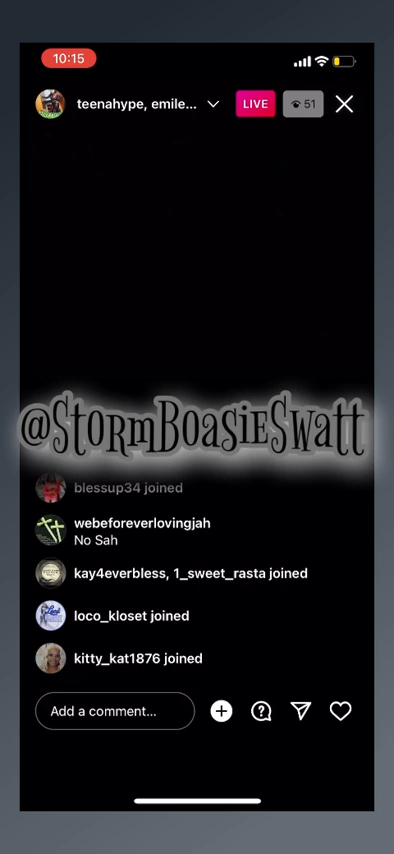 10:15
teenahype, emile...
LIVE
51
@StormBoasieSwatt
blessup34 joined
webeforeverlovingjah
No Sah
kay4everbless, 1_sweet_rasta joined
loco_kloset joined
kitty_kat1876 joined
Add a comment...